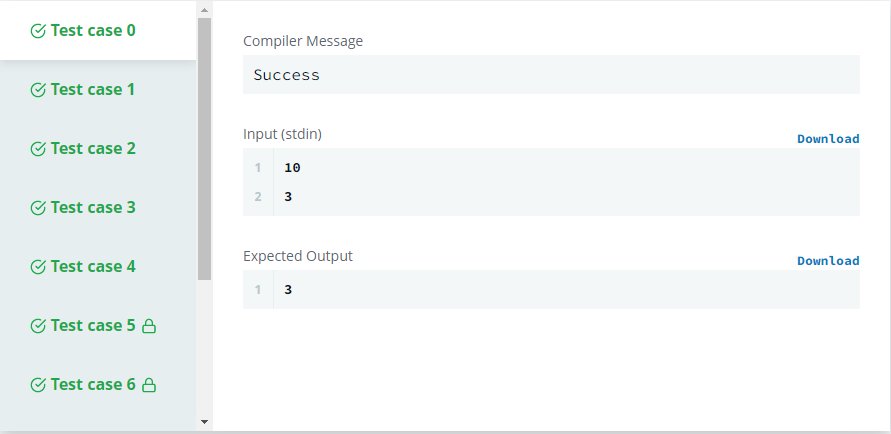 Test case 0
Test case 1
Test case 2
Test case 3
Test case 4
Test case 5
Test case 6
Compiler Message
Success
Input (stdin)
Download
1 10
2 3
Expected Output
Download
1 3